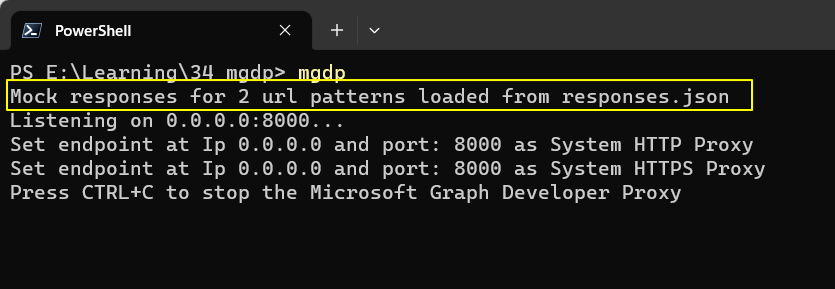 PowerShell
PS E:\Learning\34 mgdp> mgdp
Mock responses for 2 url patterns loaded from responses.json
Listening on 0.0.0.0:8000...
Set endpoint at Ip 0.0.0.0 and port: 8000 as System HTTP Proxy
Set endpoint at Ip 0.0.0.0 and port: 8000 as System HTTPS Proxy
Press CTRL+C to stop the Microsoft Graph Developer Proxy